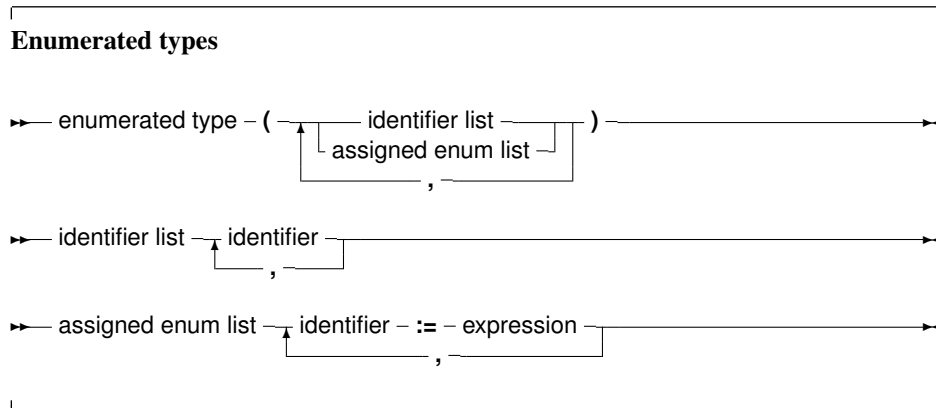 Enumerated types
enumerated type ( identifier list )
assigned enum list
,
identifier list identifier
,
assigned enum list identifier := expression
,